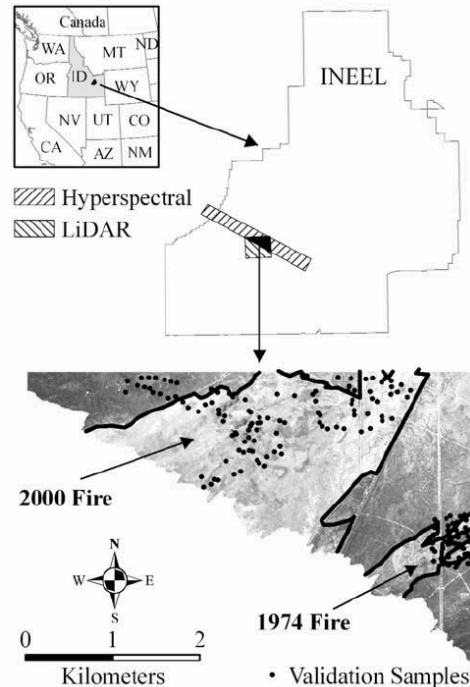 Canada
WA
MT
ND
OR
ID
WY
NV
UT
CO
CA
AZ
NM
INEEL
Hyperspectral
LiDAR
2000 Fire
1974 Fire
N
W
E
S
0 1 2
Kilometers
• Validation Samples